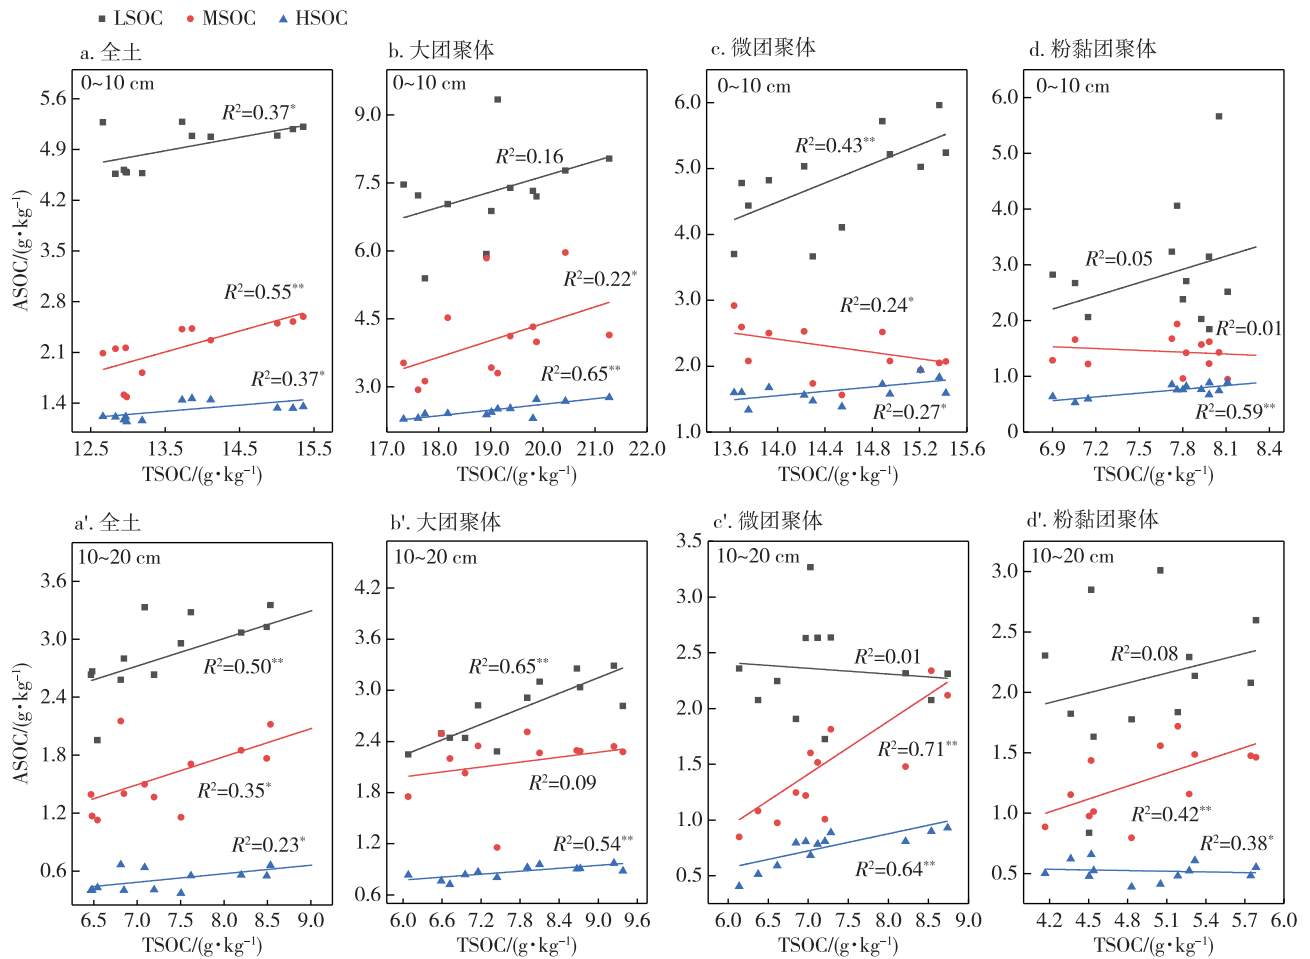 LSOC MSOC HSOC
a. 全土
0~10 cm
R²=0.37*
R²=0.55**
R²=0.37*
5.6
4.9
4.2
3.5
2.8
2.1
1.4
12.5 13.5 14.5 15.5
TSOC/(g·kg⁻¹)
ASOC/(g·kg⁻¹)
b. 大团聚体
0~10 cm
R²=0.16
R²=0.22*
R²=0.65**
9.0
7.5
6.0
4.5
3.0
17.0 18.0 19.0 20.0 21.0 22.0
TSOC/(g·kg⁻¹)
c. 微团聚体
0~10 cm
R²=0.43**
R²=0.24*
R²=0.27*
6.0
5.0
4.0
3.0
2.0
1.0
13.6 14.0 14.4 14.8 15.2 15.6
TSOC/(g·kg⁻¹)
d. 粉黏团聚体
0~10 cm
R²=0.05
R²=0.01
R²=0.59**
6.0
5.0
4.0
3.0
2.0
1.0
0
6.9 7.2 7.5 7.8 8.1 8.4
TSOC/(g·kg⁻¹)
a'. 全土
10~20 cm
R²=0.50**
R²=0.35*
R²=0.23*
3.6
3.0
2.4
1.8
1.2
0.6
6.5 7.0 7.5 8.0 8.5 9.0
TSOC/(g·kg⁻¹)
ASOC/(g·kg⁻¹)
b'. 大团聚体
10~20 cm
R²=0.65**
R²=0.09
R²=0.54**
4.2
3.6
3.0
2.4
1.8
1.2
0.6
6.0 6.6 7.2 7.8 8.4 9.0 9.6
TSOC/(g·kg⁻¹)
c'. 微团聚体
10~20 cm
R²=0.01
R²=0.71**
R²=0.64**
3.5
3.0
2.5
2.0
1.5
1.0
0.5
6.0 6.5 7.0 7.5 8.0 8.5 9.0
TSOC/(g·kg⁻¹)
d'. 粉黏团聚体
10~20 cm
R²=0.08
R²=0.42**
R²=0.38*
3.0
2.5
2.0
1.5
1.0
0.5
4.2 4.5 4.8 5.1 5.4 5.7 6.0
TSOC/(g·kg⁻¹)